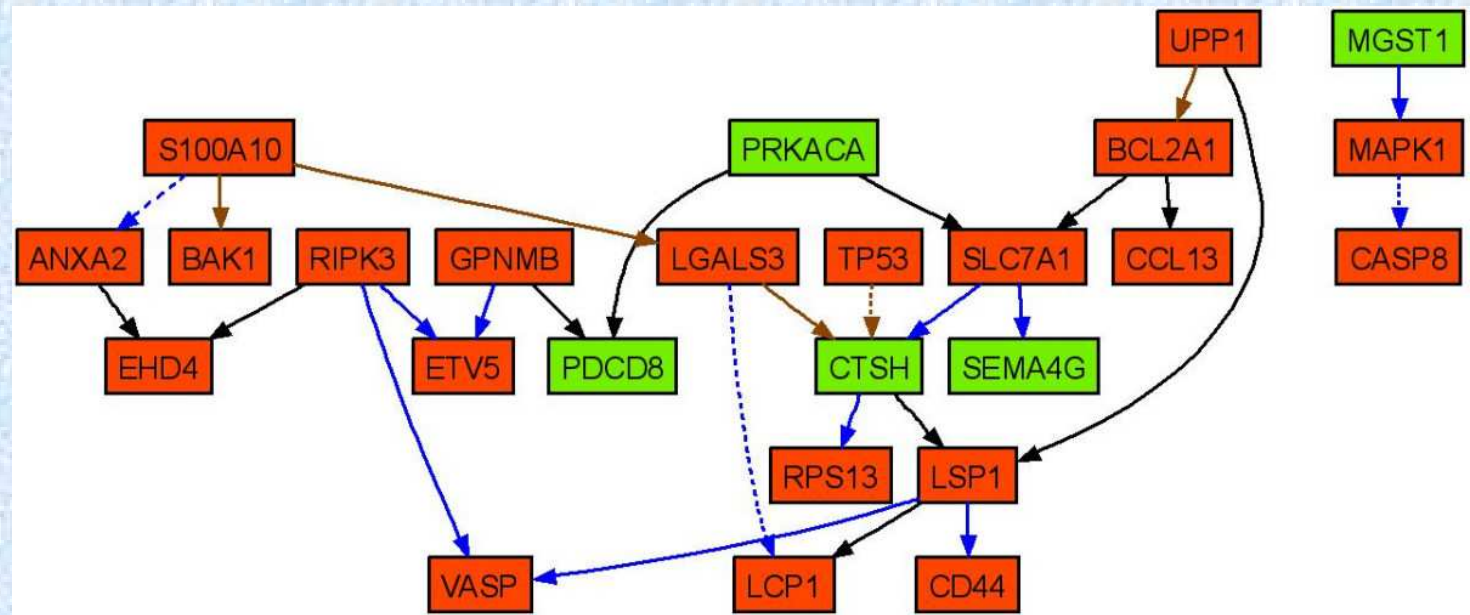 UPP1
MGST1
S100A10
PRKACA
BCL2A1
MAPK1
ANXA2
BAK1
RIPK3
GPNMB
LGALS3
TP53
SLC7A1
CCL13
CASP8
EHD4
ETV5
PDCD8
CTSH
SEMA4G
RPS13
LSP1
VASP
LCP1
CD44